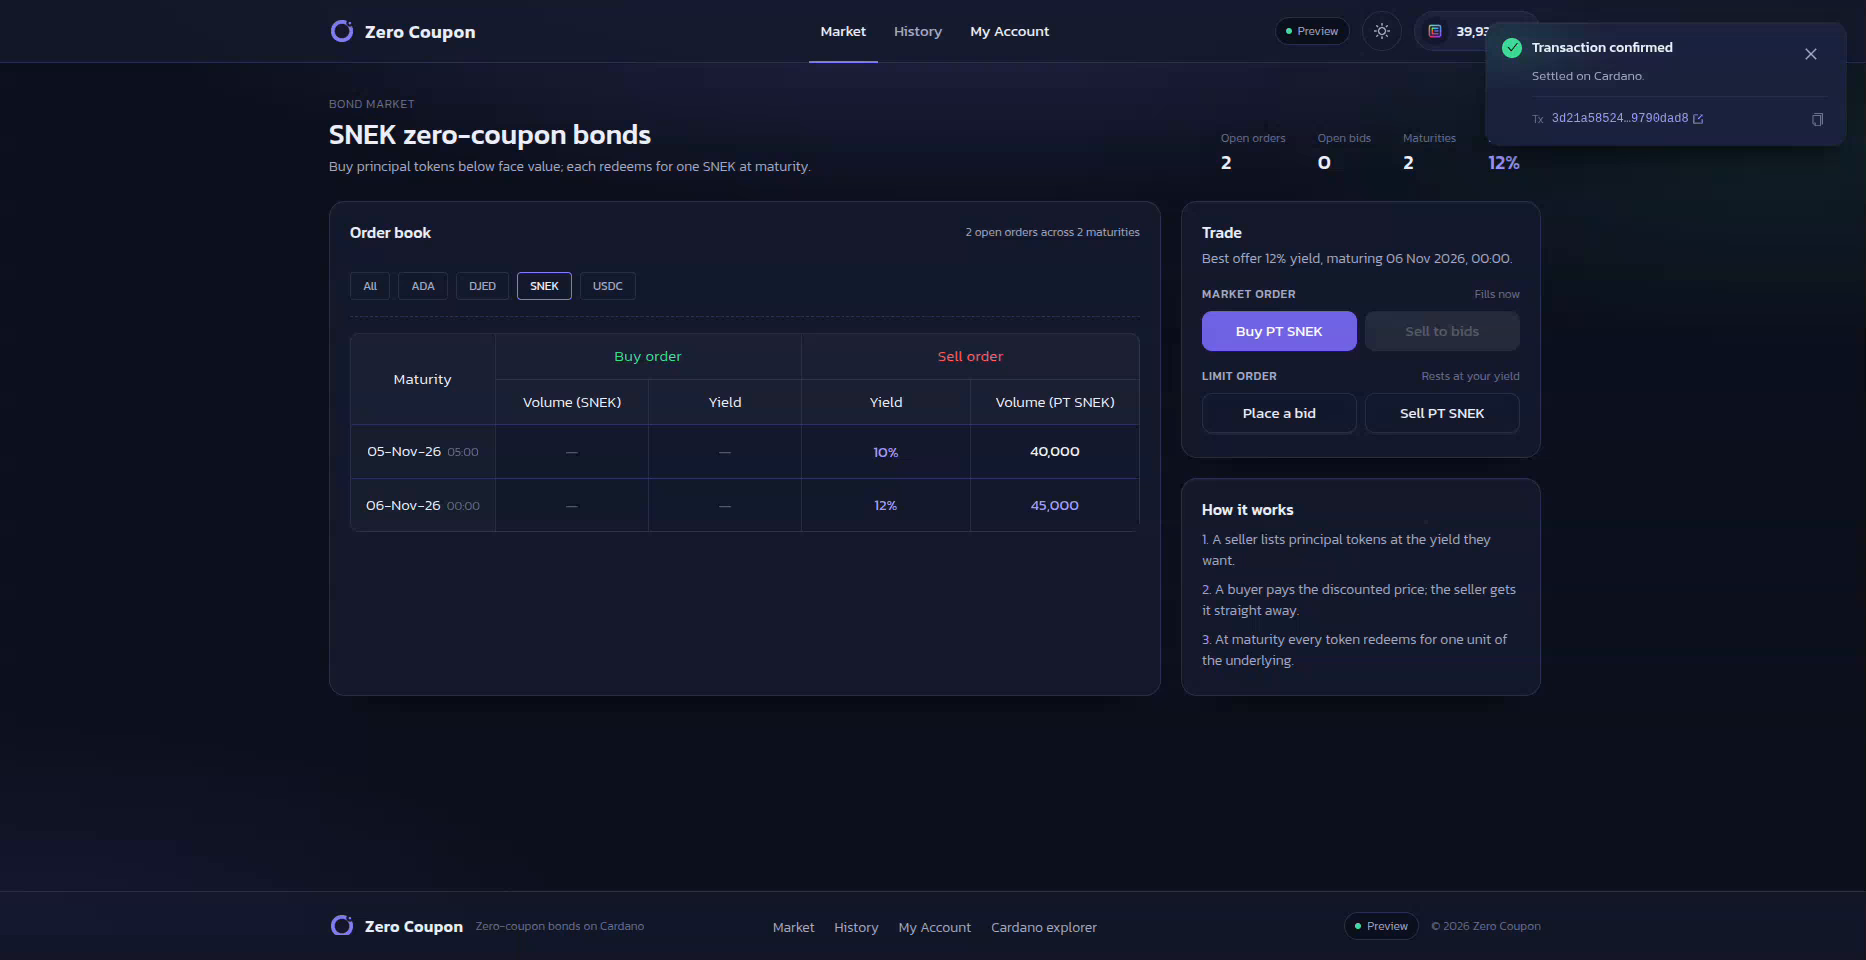 Zero Coupon
Market
History
My Account
Preview
39,93
Transaction confirmed
Settled on Cardano.
Tx 3d21a58524…9790dad8
BOND MARKET
SNEK zero-coupon bonds
Buy principal tokens below face value; each redeems for one SNEK at maturity.
Open orders
2
Open bids
0
Maturities
2
12%
Order book
2 open orders across 2 maturities
All
ADA
DJED
SNEK
USDC
Maturity
Buy order
Sell order
Volume (SNEK)
Yield
Yield
Volume (PT SNEK)
05-Nov-26 05:00 — — 10% 40,000
06-Nov-26 00:00 — — 12% 45,000
Trade
Best offer 12% yield, maturing 06 Nov 2026, 00:00.
MARKET ORDER
Fills now
Buy PT SNEK
Sell to bids
LIMIT ORDER
Rests at your yield
Place a bid
Sell PT SNEK
How it works
1. A seller lists principal tokens at the yield they
want.
2. A buyer pays the discounted price; the seller gets
it straight away.
3. At maturity every token redeems for one unit of
the underlying.
Zero Coupon
Zero-coupon bonds on Cardano
Market
History
My Account
Cardano explorer
Preview
© 2026 Zero Coupon